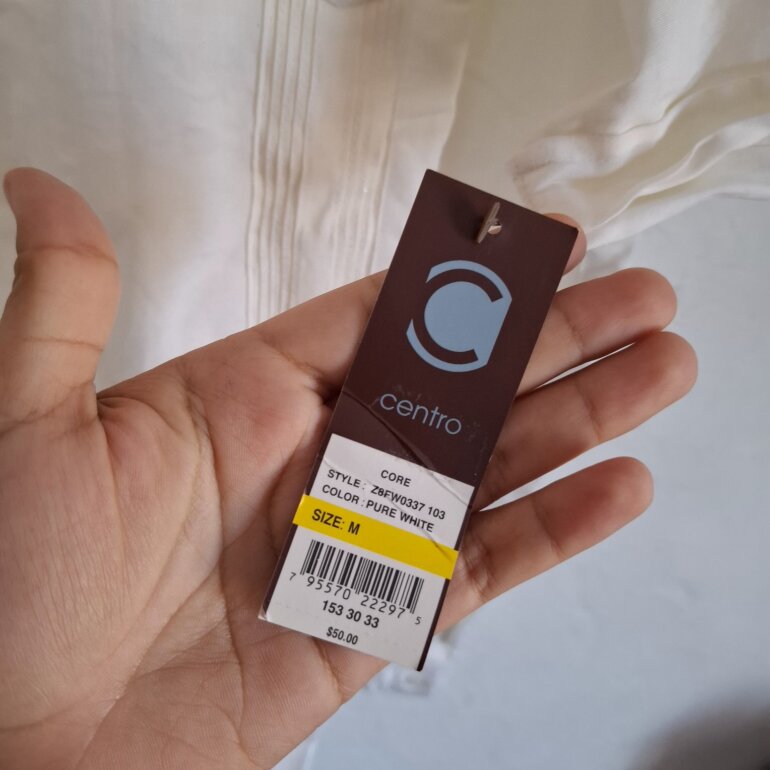 centro
CORE
STYLE : Z8FW0337 103
COLOR : PURE WHITE
SIZE: M
7 95570 22297 5
153 30 33
$50.00